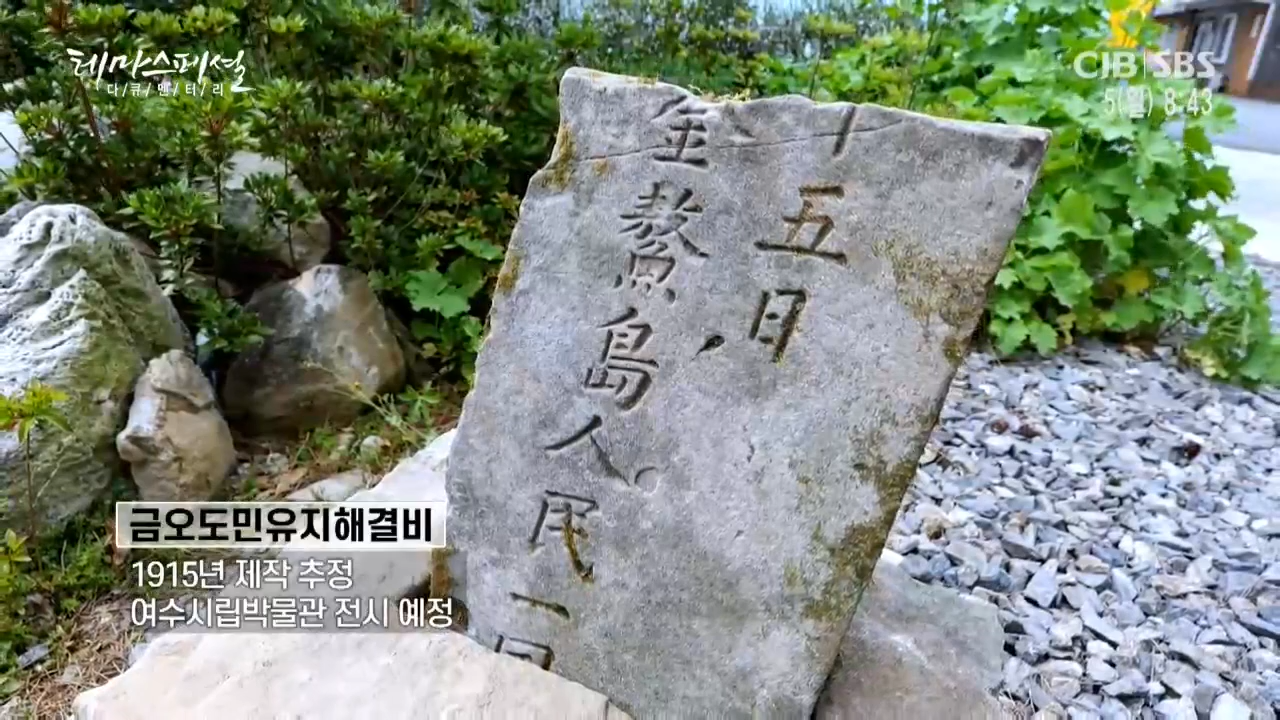 테마스페셜
다/큐/멘/터/리
CJB|SBS
5(월) 8:43
十五日
金鰲島人民一同
금오도민유지해결비
1915년 제작 추정
여수시립박물관 전시 예정